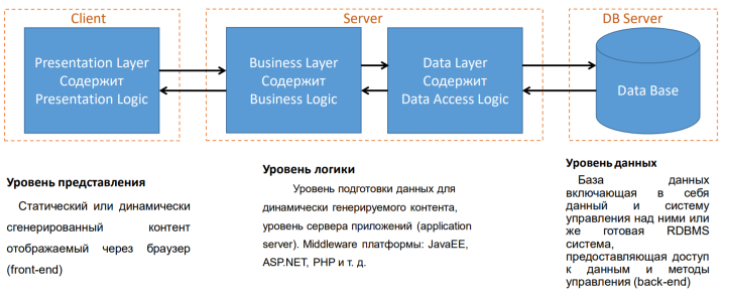 Client
Server
DB Server
Presentation Layer
Содержит
Presentation Logic
Business Layer
Содержит
Business Logic
Data Layer
Содержит
Data Access Logic
Data Base
Уровень представления
Статический или динамически
сгенерированный контент
отображаемый через браузер
(front-end)
Уровень логики
Уровень подготовки данных для
динамически генерируемого контента,
уровень сервера приложений (application
server). Middleware платформы: JavaEE,
ASP.NET, PHP и т. д.
Уровень данных
База данных
включающая в себя
данный и систему
управления над ними или
же готовая RDBMS
система,
предоставляющая доступ
к данным и методы
управления (back-end)